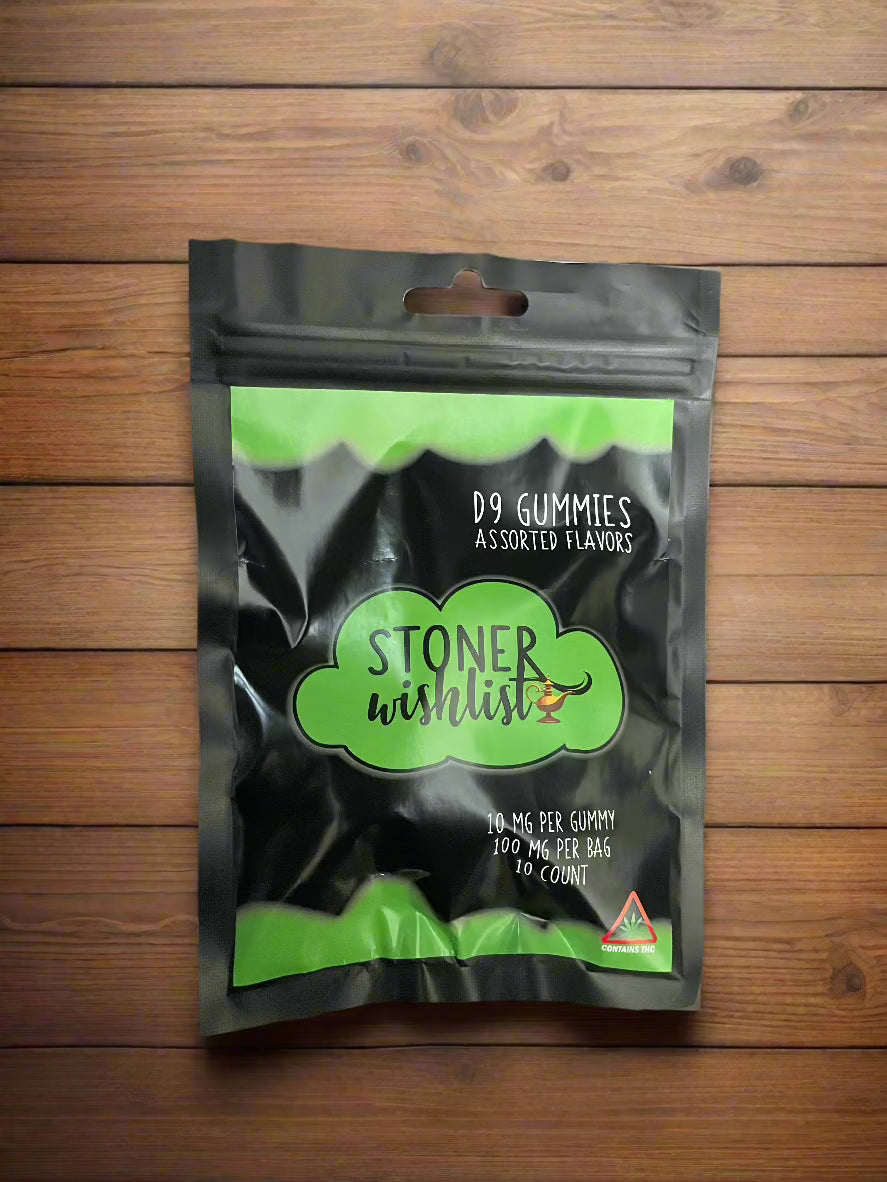 D9 GUMMIES
ASSORTED FLAVORS
STONER
wishlist
10 MG PER GUMMY
100 MG PER BAG
10 COUNT
CONTAINS THC